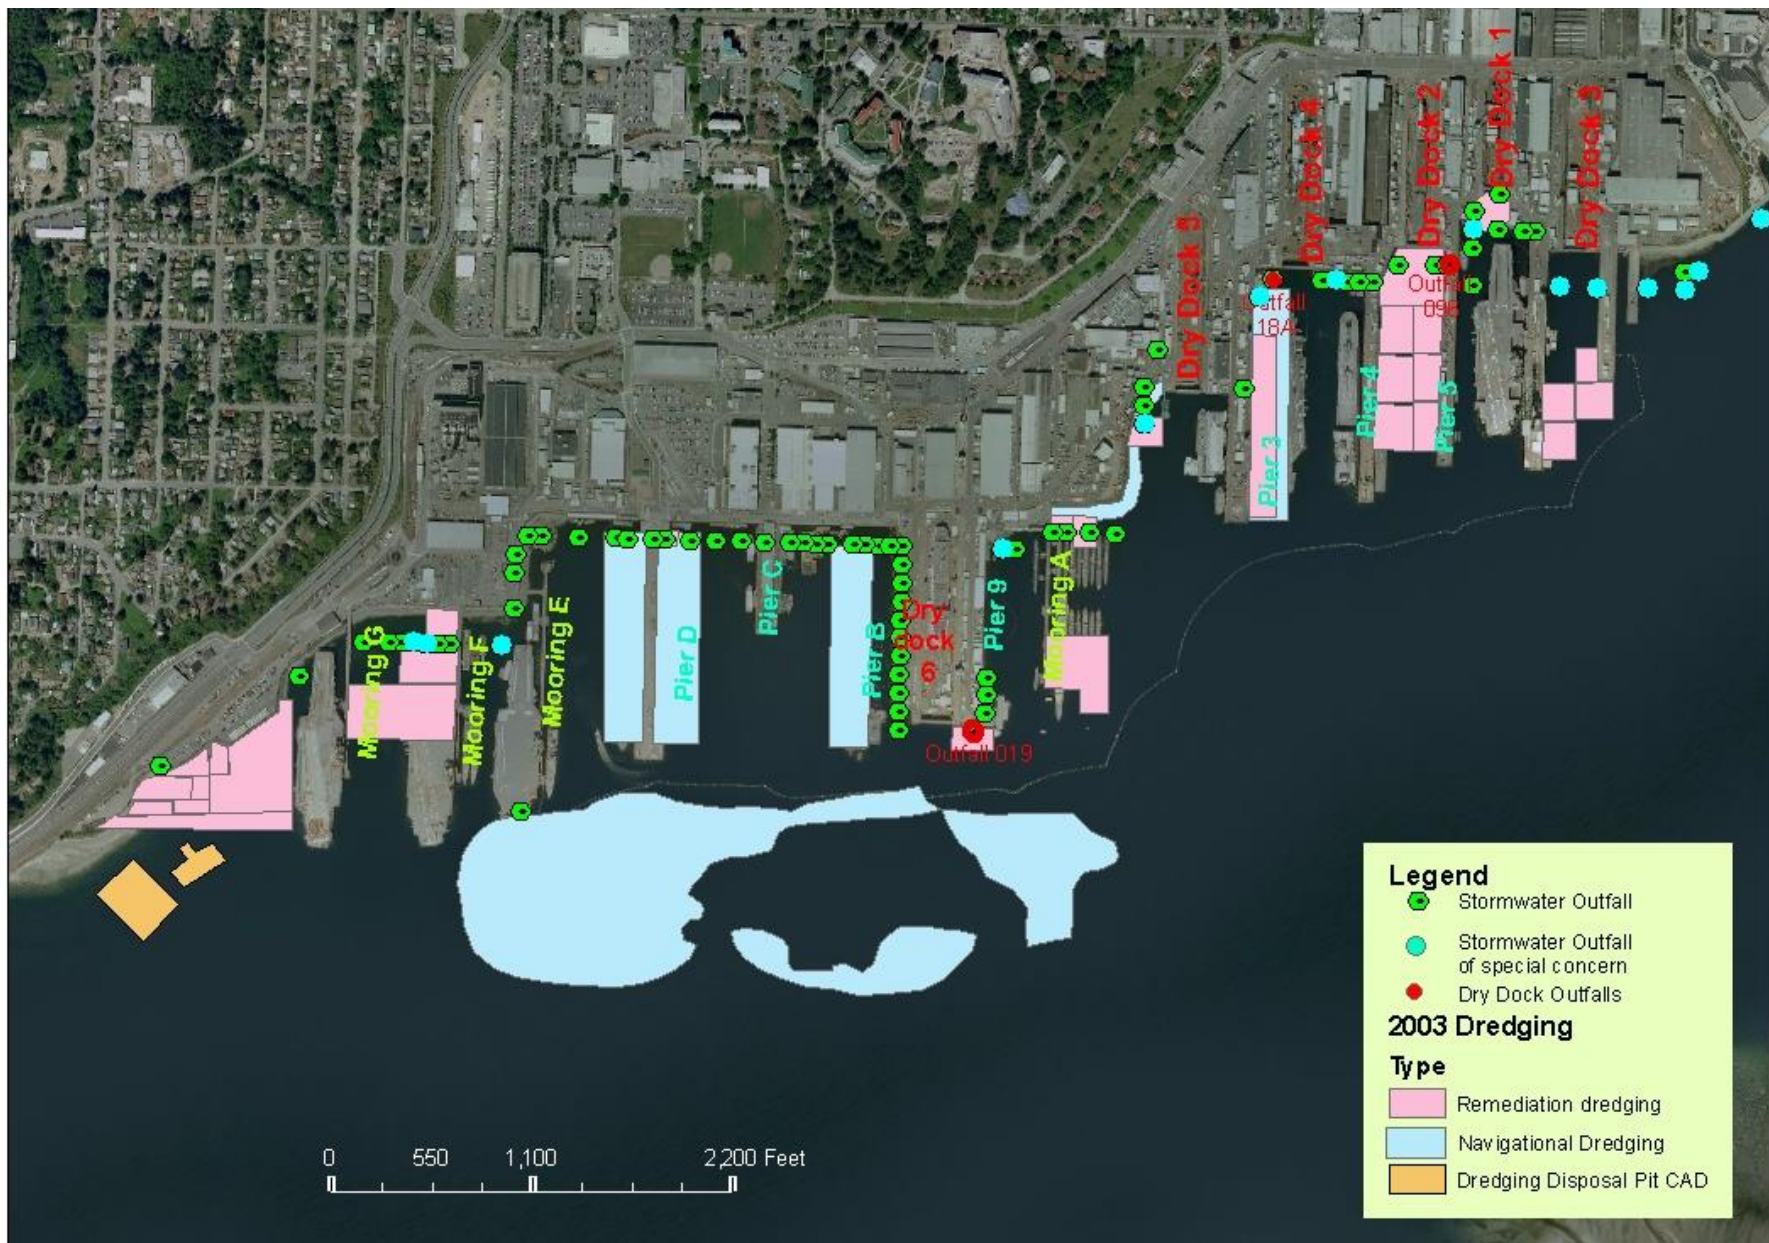 Dry Dock 1
Dry Dock 2
Dry Dock 4
Dry Dock 3
Dry Dock 5
Outfall
18A
Outfall
096
Pier 4
Pier 5
Pier 3
Pier C
Mooring A
Pier 9
Mooring E
Dry
dock
6
Mooring G
Pier D
Pier B
Mooring F
Outfall 019
Legend
Stormwater Outfall
Stormwater Outfall
of special concern
Dry Dock Outfalls
2003 Dredging
Type
Remediation dredging
Navigational Dredging
Dredging Disposal Pit CAD
0 550 1,100 2,200 Feet